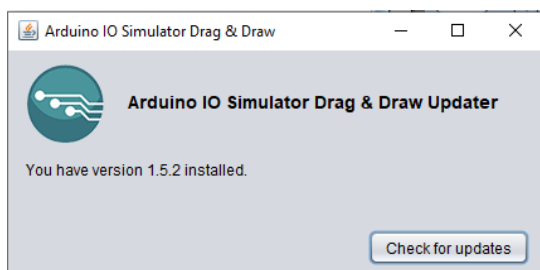 Arduino IO Simulator Drag & Draw
Arduino IO Simulator Drag & Draw Updater
You have version 1.5.2 installed.
Check for updates